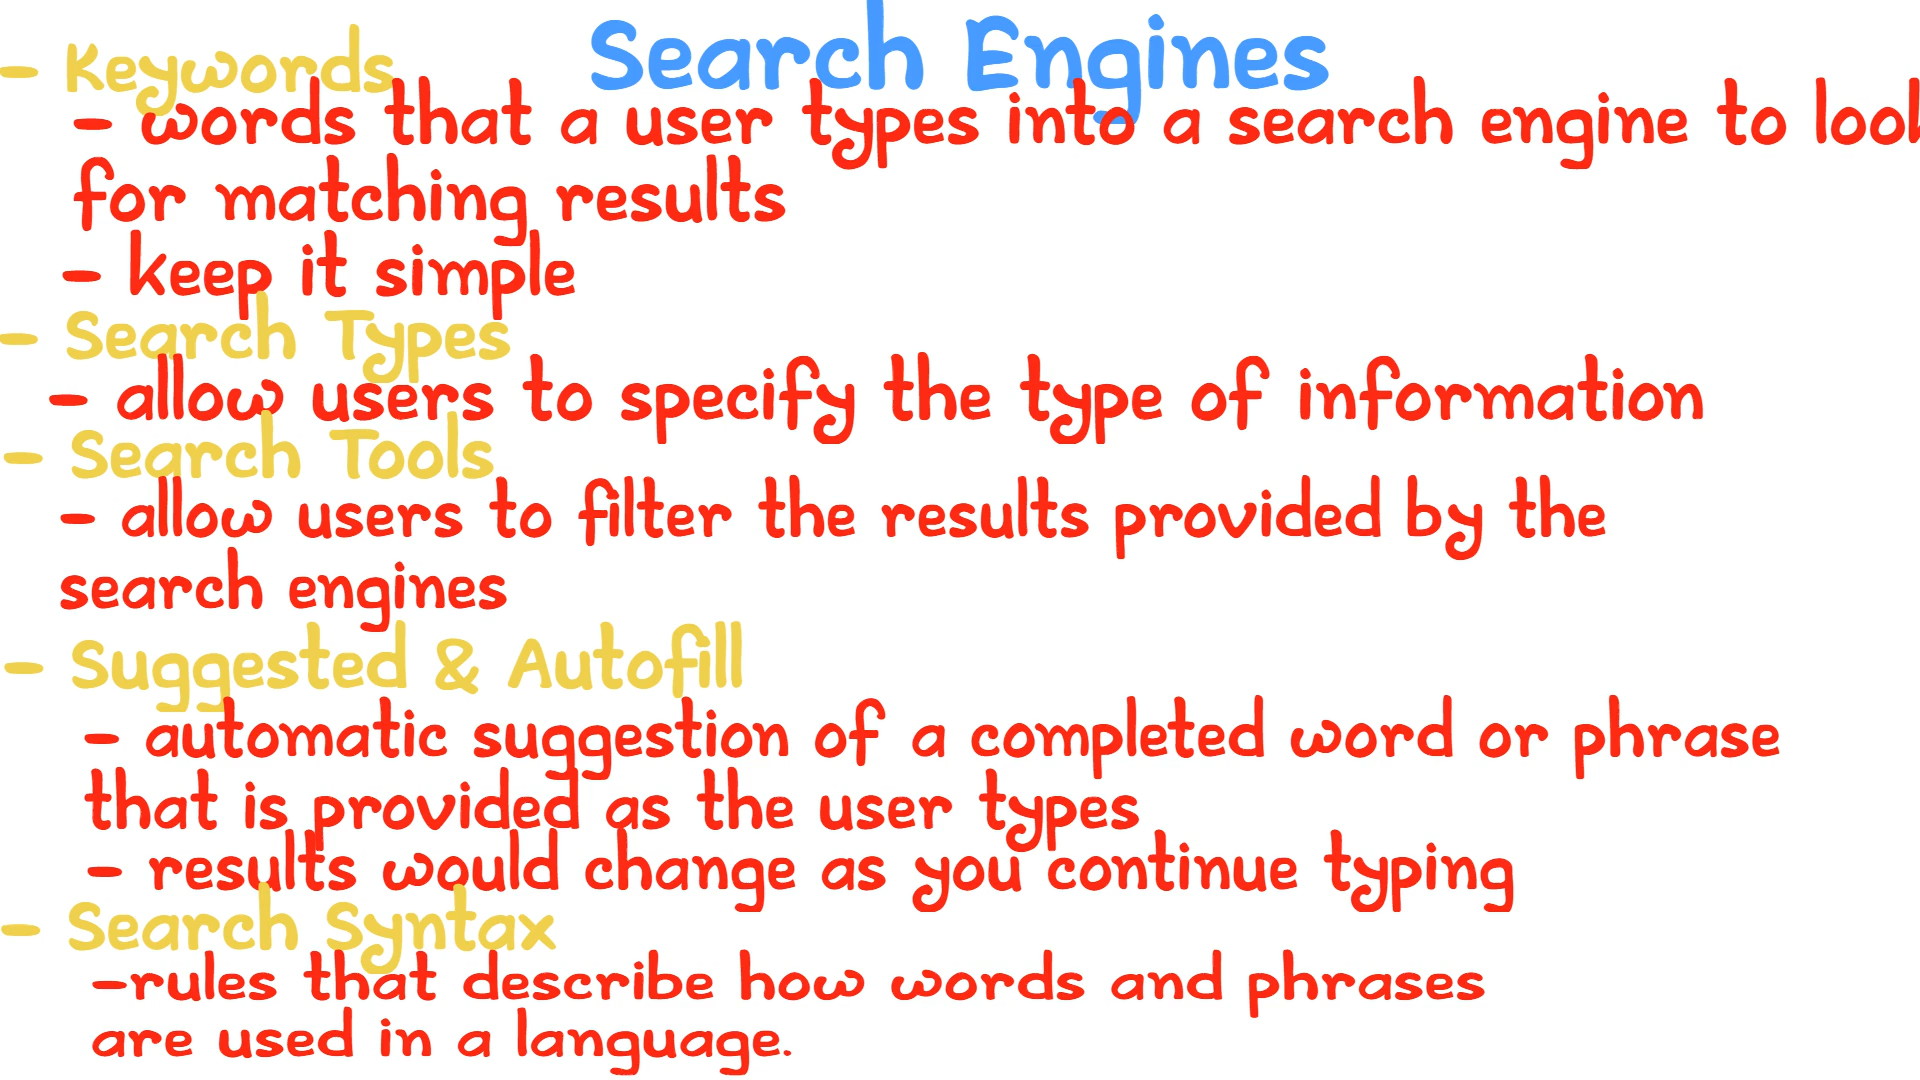 Search Engines
- Keywords
- words that a user types into a search engine to look
for matching results
- keep it simple
- Search Types
- allow users to specify the type of information
- Search Tools
- allow users to filter the results provided by the
search engines
- Suggested & Autofill
- automatic suggestion of a completed word or phrase
that is provided as the user types
- results would change as you continue typing
- Search Syntax
-rules that describe how words and phrases
are used in a language.